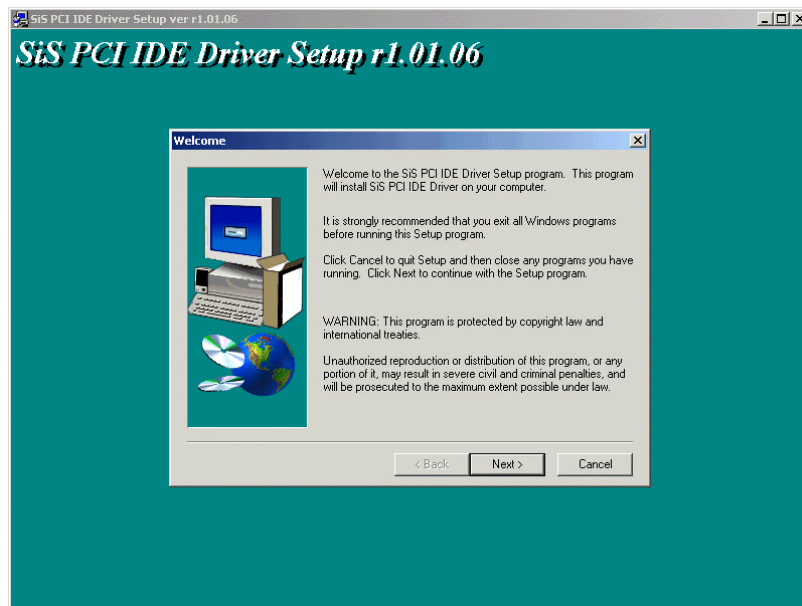 SiS PCI IDE Driver Setup ver r1.01.06
SiS PCI IDE Driver Setup r1.01.06
Welcome
Welcome to the SiS PCI IDE Driver Setup program. This program
will install SiS PCI IDE Driver on your computer.
It is strongly recommended that you exit all Windows programs
before running this Setup program.
Click Cancel to quit Setup and then close any programs you have
running. Click Next to continue with the Setup program.
WARNING: This program is protected by copyright law and
international treaties.
Unauthorized reproduction or distribution of this program, or any
portion of it, may result in severe civil and criminal penalties, and
will be prosecuted to the maximum extent possible under law.
< Back Next > Cancel